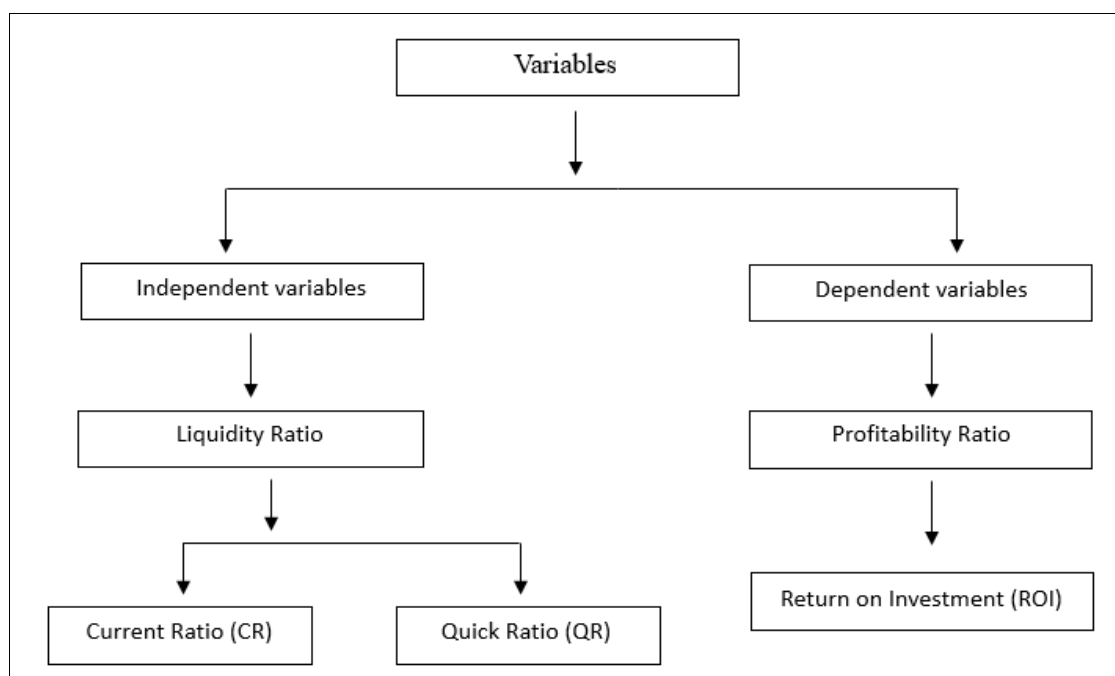 Variables
Independent variables
Dependent variables
Liquidity Ratio
Profitability Ratio
Current Ratio (CR)
Quick Ratio (QR)
Return on Investment (ROI)